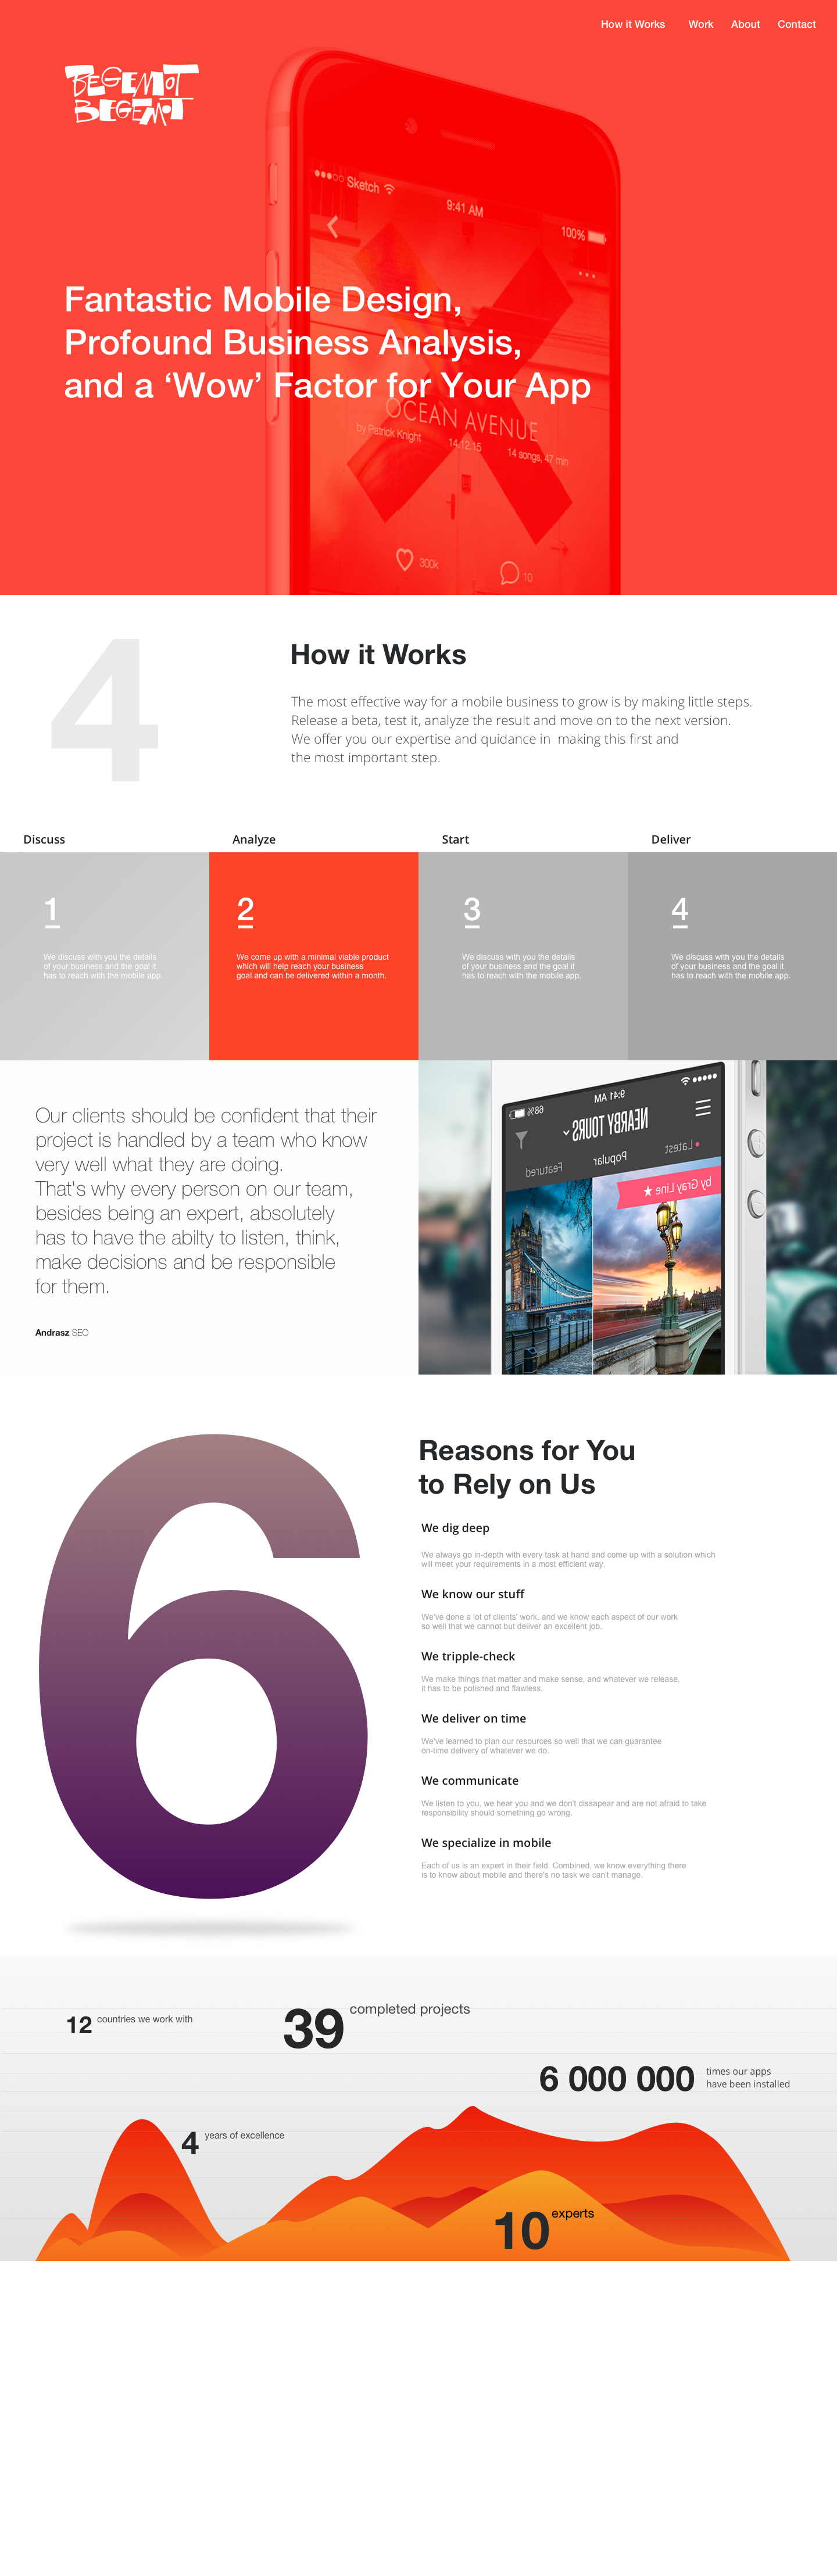 How it Works Work About Contact
BEGEMOT
BEGEMOT
Sketch
9:41 AM
100%
Fantastic Mobile Design,
Profound Business Analysis,
and a ‘Wow’ Factor for Your App
OCEAN AVENUE
by Patrick Knight 14.12.15 14 songs, 47 min
300k 10
4
How it Works
The most effective way for a mobile business to grow is by making little steps.
Release a beta, test it, analyze the result and move on to the next version.
We offer you our expertise and quidance in making this first and
the most important step.
Discuss
1
We discuss with you the details
of your business and the goal it
has to reach with the mobile app.
Analyze
2
We come up with a minimal viable product
which will help reach your business
goal and can be delivered within a month.
Start
3
We discuss with you the details
of your business and the goal it
has to reach with the mobile app.
Deliver
4
We discuss with you the details
of your business and the goal it
has to reach with the mobile app.
Our clients should be confident that their
project is handled by a team who know
very well what they are doing.
That's why every person on our team,
besides being an expert, absolutely
has to have the abilty to listen, think,
make decisions and be responsible
for them.
Andrasz SEO
9:41 AM
68%
NEARBY TOURS
Latest Popular Featured
by Gray Line
6
Reasons for You
to Rely on Us
We dig deep
We always go in-depth with every task at hand and come up with a solution which
will meet your requirements in a most efficient way.
We know our stuff
We've done a lot of clients' work, and we know each aspect of our work
so well that we cannot but deliver an excellent job.
We tripple-check
We make things that matter and make sense, and whatever we release,
it has to be polished and flawless.
We deliver on time
We've learned to plan our resources so well that we can guarantee
on-time delivery of whatever we do.
We communicate
We listen to you, we hear you and we don't dissapear and are not afraid to take
responsibility should something go wrong.
We specialize in mobile
Each of us is an expert in their field. Combined, we know everything there
is to know about mobile and there's no task we can't manage.
12 countries we work with
39 completed projects
6 000 000 times our apps
have been installed
4 years of excellence
10 experts